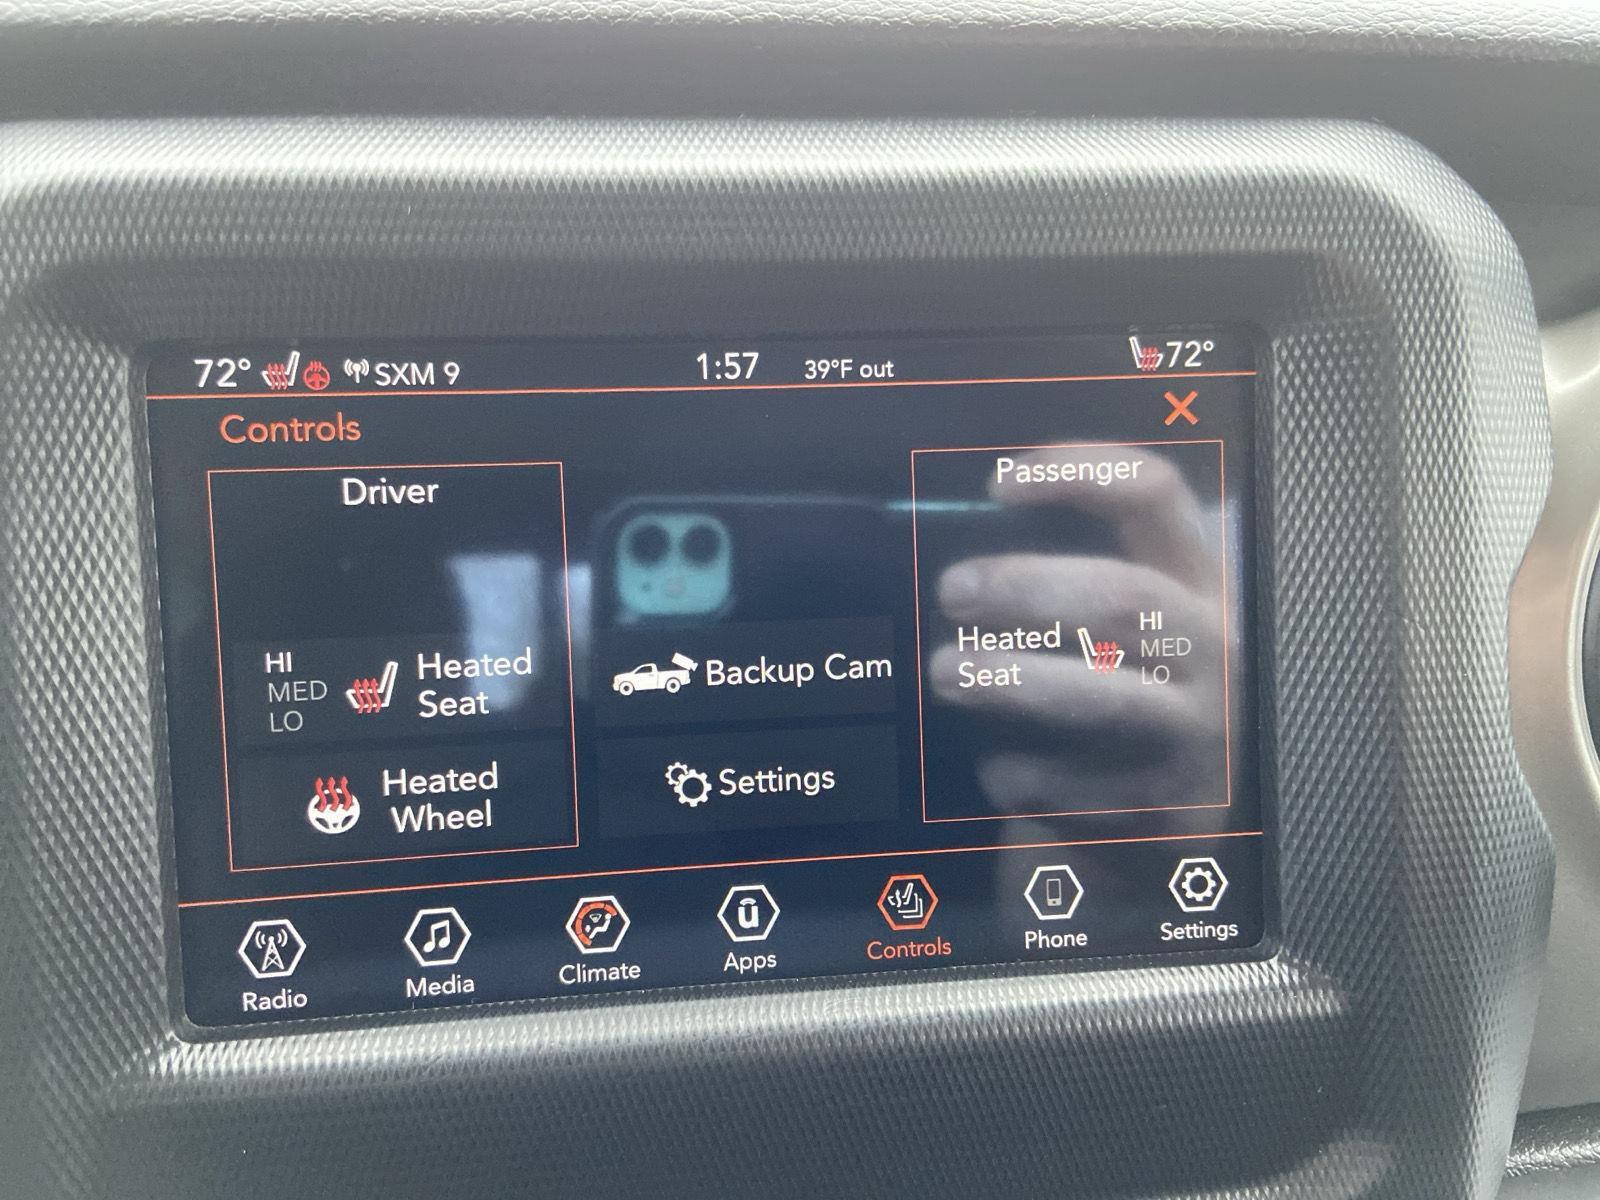 72° SXM 9 1:57 39°F out 72°
Controls
Driver
HI
MED
LO
Heated
Seat
Heated
Wheel
Backup Cam
Settings
Passenger
Heated
Seat
HI
MED
LO
Radio
Media
Climate
Apps
Controls
Phone
Settings